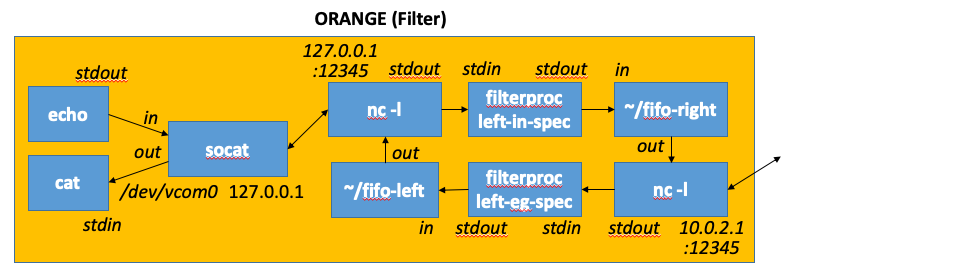 ORANGE (Filter)
127.0.0.1
:12345
stdout
stdout
stdin
stdout
in
echo
in
nc -l
filterproc
left-in-spec
~/fifo-right
out
socat
out
out
cat
/dev/vcom0
127.0.0.1
~/fifo-left
filterproc
left-eg-spec
nc -l
stdin
in
stdout
stdin
stdout
10.0.2.1
:12345